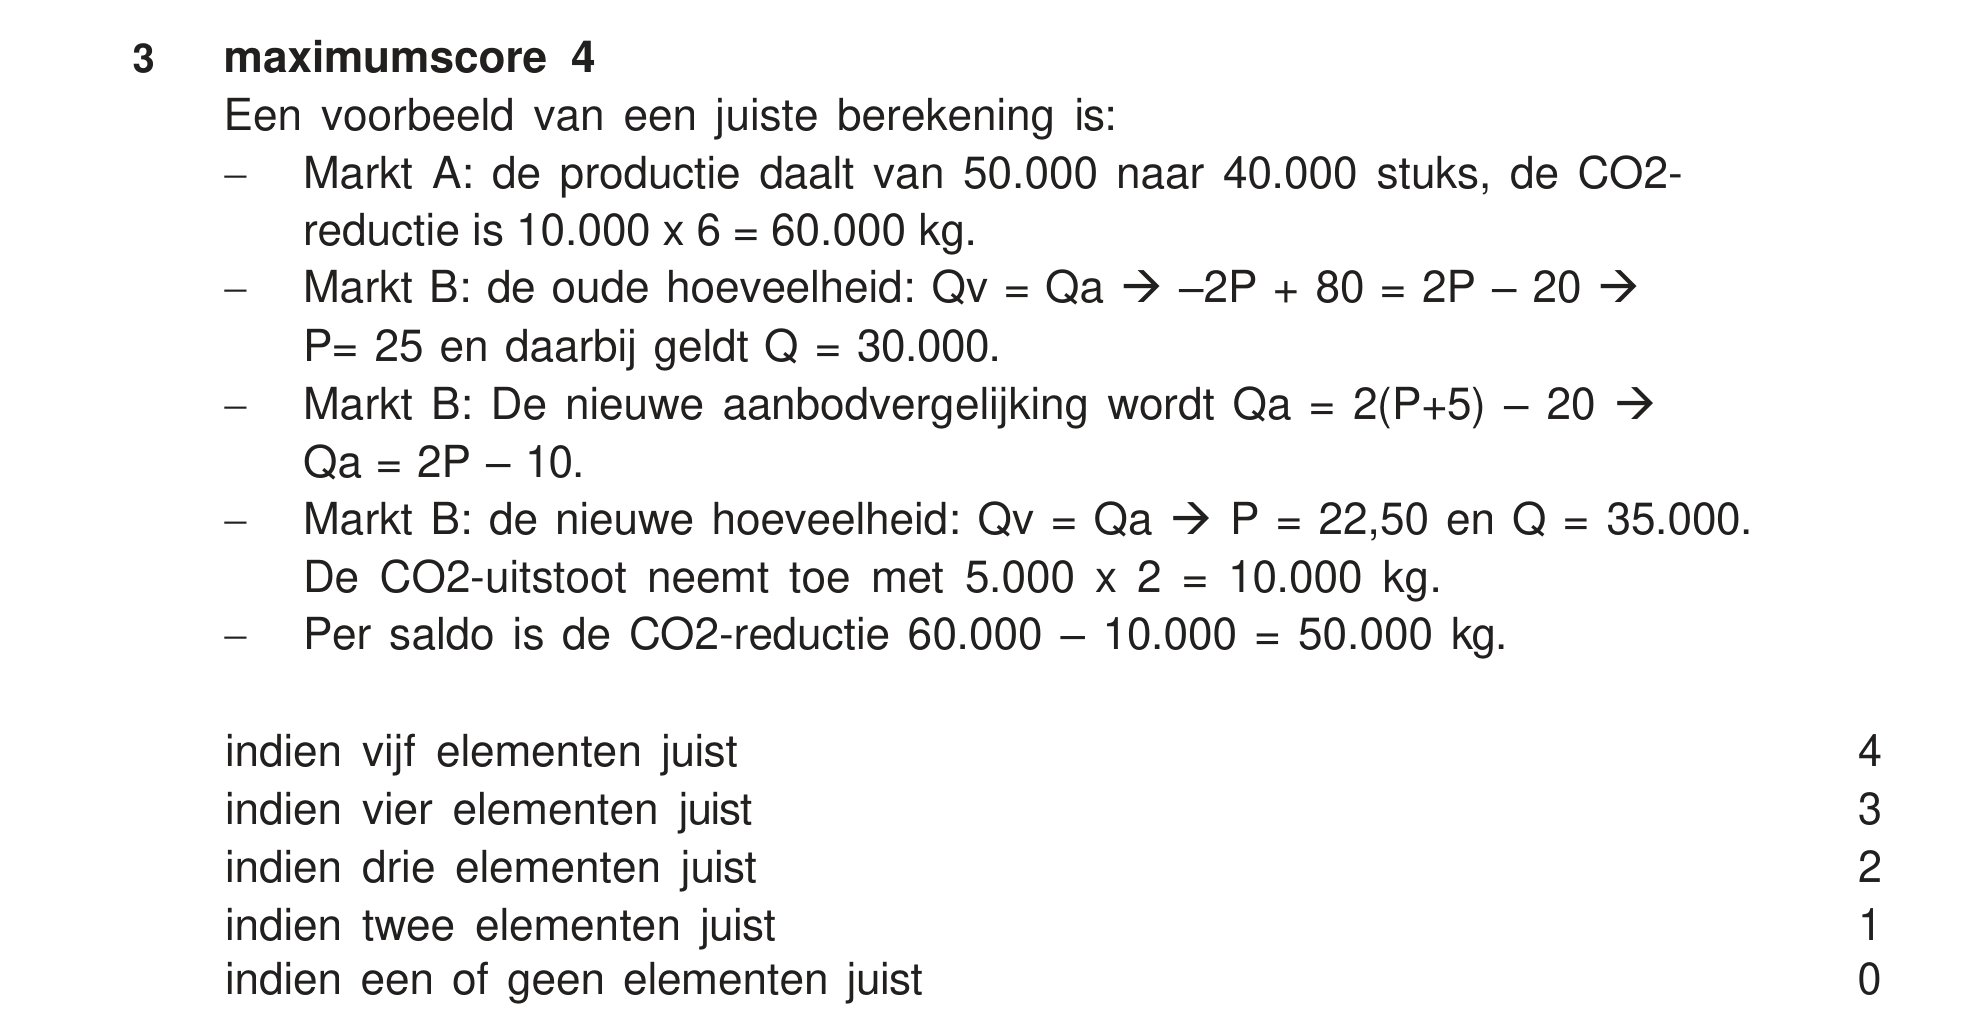 3 maximumscore 4
Een voorbeeld van een juiste berekening is:
– Markt A: de productie daalt van 50.000 naar 40.000 stuks, de CO2-
reductie is 10.000 x 6 = 60.000 kg.
– Markt B: de oude hoeveelheid: Qv = Qa → –2P + 80 = 2P – 20 →
P= 25 en daarbij geldt Q = 30.000.
– Markt B: De nieuwe aanbodvergelijking wordt Qa = 2(P+5) – 20 →
Qa = 2P – 10.
– Markt B: de nieuwe hoeveelheid: Qv = Qa → P = 22,50 en Q = 35.000.
De CO2-uitstoot neemt toe met 5.000 x 2 = 10.000 kg.
– Per saldo is de CO2-reductie 60.000 – 10.000 = 50.000 kg.
indien vijf elementen juist 4
indien vier elementen juist 3
indien drie elementen juist 2
indien twee elementen juist 1
indien een of geen elementen juist 0